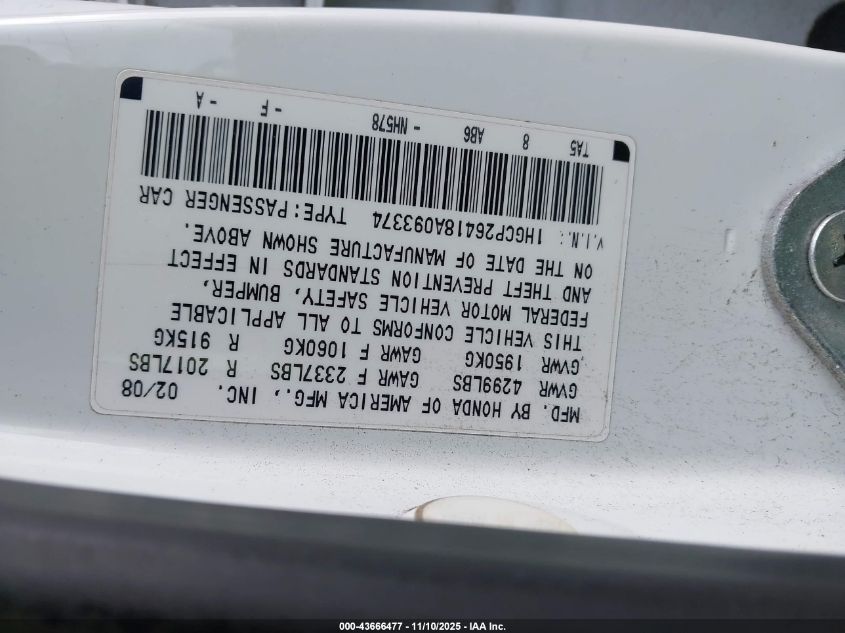 MFD. BY HONDA OF AMERICA MFG., INC. 02/08
GVWR 4299LBS GAWR F 2337LBS R 2017LBS
GVWR 1950KG GAWR F 1060KG R 915KG
THIS VEHICLE CONFORMS TO ALL APPLICABLE
FEDERAL MOTOR VEHICLE SAFETY, BUMPER,
AND THEFT PREVENTION STANDARDS IN EFFECT
ON THE DATE OF MANUFACTURE SHOWN ABOVE.
V.I.N.: 1HGCP26418A093374 TYPE:PASSENGER CAR
TA5 8 AB6 - NH578 - F - A
000-43666477 - 11/10/2025 - IAA Inc.